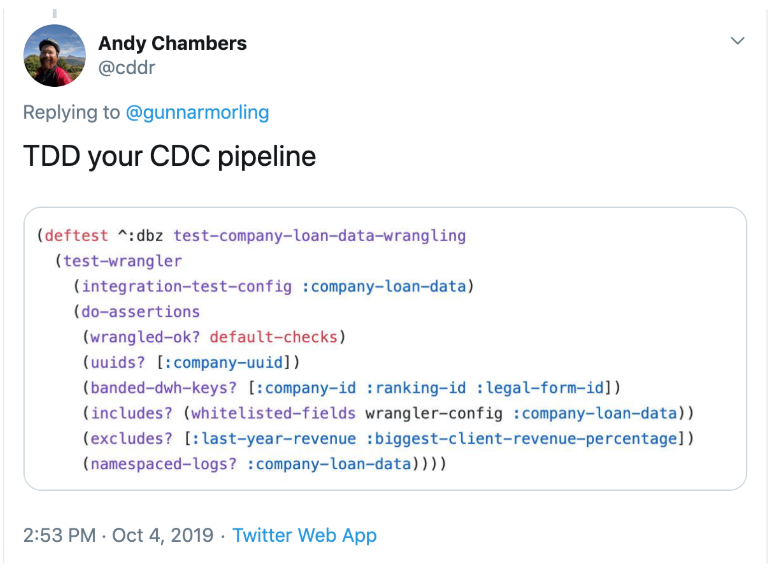 Andy Chambers
@cddr
Replying to @gunnarmorling
TDD your CDC pipeline
(deftest ^:dbz test-company-loan-data-wrangling
  (test-wrangler
    (integration-test-config :company-loan-data)
    (do-assertions
     (wrangled-ok? default-checks)
     (uuids? [:company-uuid])
     (banded-dwh-keys? [:company-id :ranking-id :legal-form-id])
     (includes? (whitelisted-fields wrangler-config :company-loan-data))
     (excludes? [:last-year-revenue :biggest-client-revenue-percentage])
     (namespaced-logs? :company-loan-data))))
2:53 PM · Oct 4, 2019 · Twitter Web App